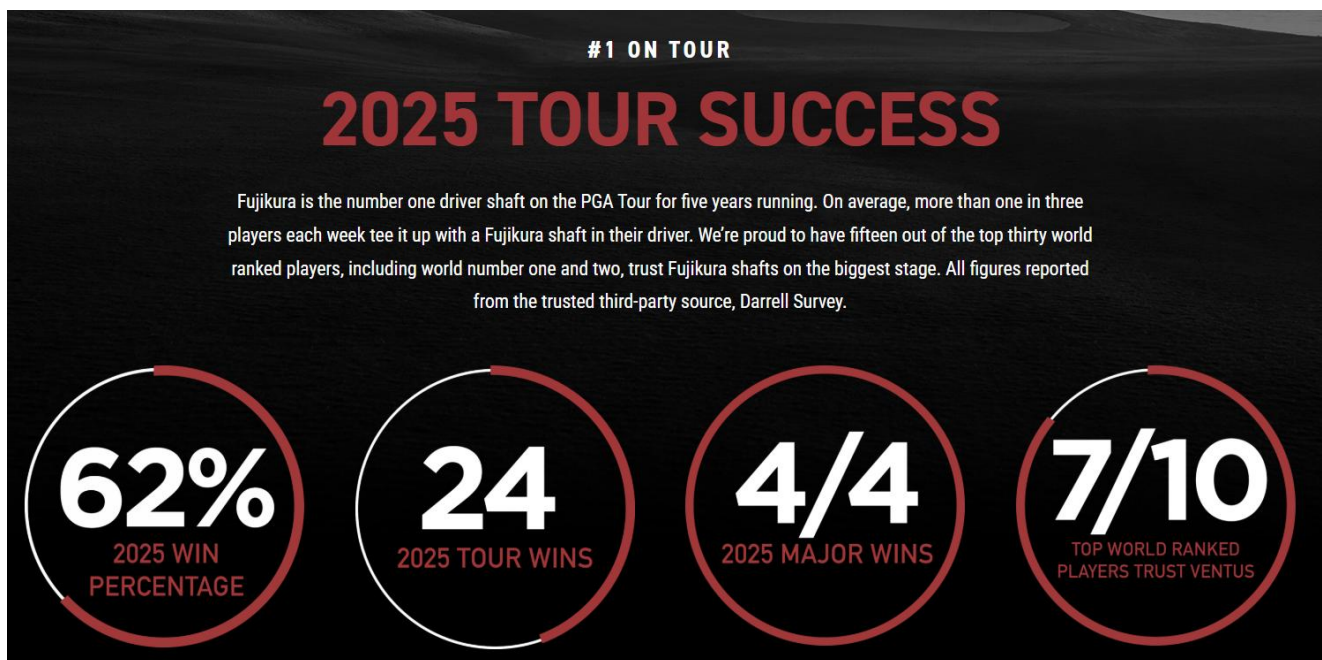 #1 ON TOUR
2025 TOUR SUCCESS
Fujikura is the number one driver shaft on the PGA Tour for five years running. On average, more than one in three
players each week tee it up with a Fujikura shaft in their driver. We’re proud to have fifteen out of the top thirty world
ranked players, including world number one and two, trust Fujikura shafts on the biggest stage. All figures reported
from the trusted third-party source, Darrell Survey.
62%
2025 WIN
PERCENTAGE
24
2025 TOUR WINS
4/4
2025 MAJOR WINS
7/10
TOP WORLD RANKED
PLAYERS TRUST VENTUS